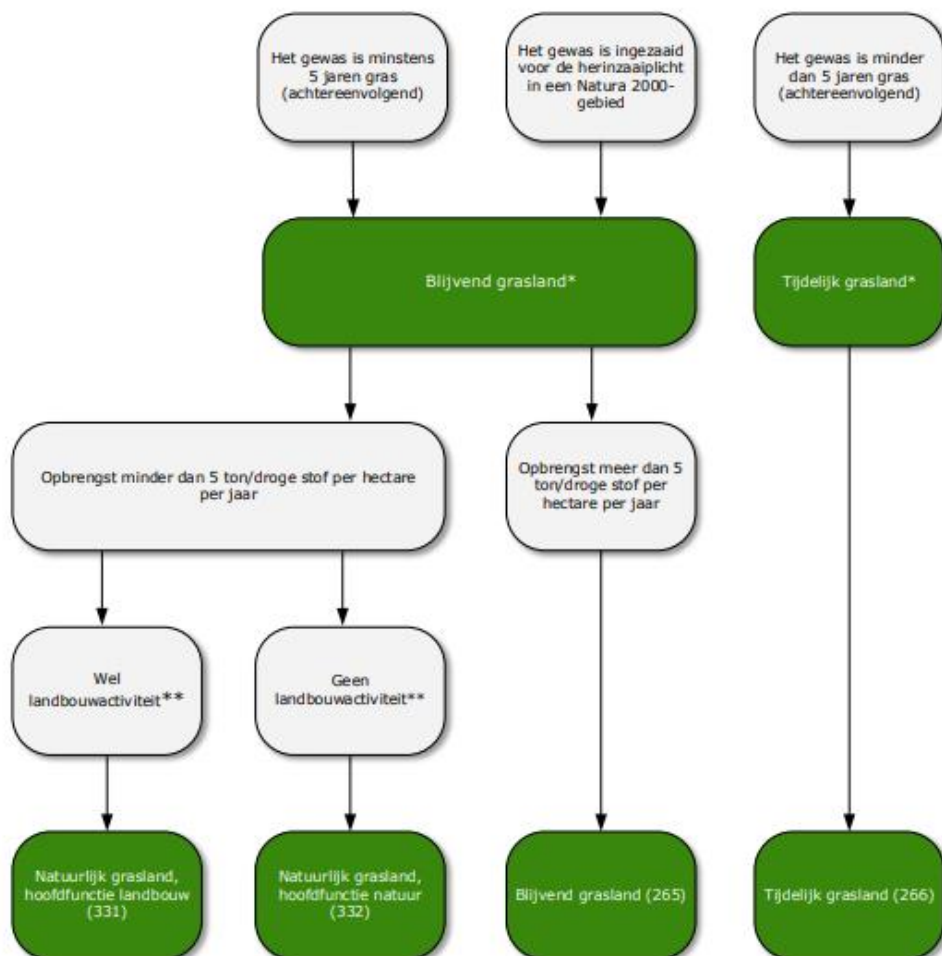 Het gewas is minstens
5 jaren gras
(achtereenvolgend)
Het gewas is ingezaaid
voor de herinzaaiplicht
in een Natura 2000-
gebied
Het gewas is minder
dan 5 jaren gras
(achtereenvolgend)
Blijvend grasland*
Tijdelijk grasland*
Opbrengst minder dan 5 ton/droge stof per hectare
per jaar
Opbrengst meer dan 5
ton/droge stof per
hectare per jaar
Wel
landbouwactiviteit**
Geen
landbouwactiviteit**
Natuurlijk grasland,
hoofdfunctie landbouw
(331)
Natuurlijk grasland,
hoofdfunctie natuur
(332)
Blijvend grasland (265)
Tijdelijk grasland (266)